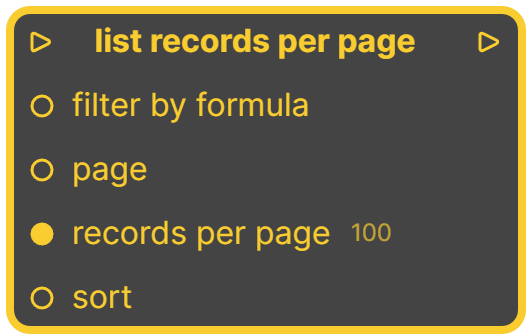 list records per page
filter by formula
page
records per page 100
sort